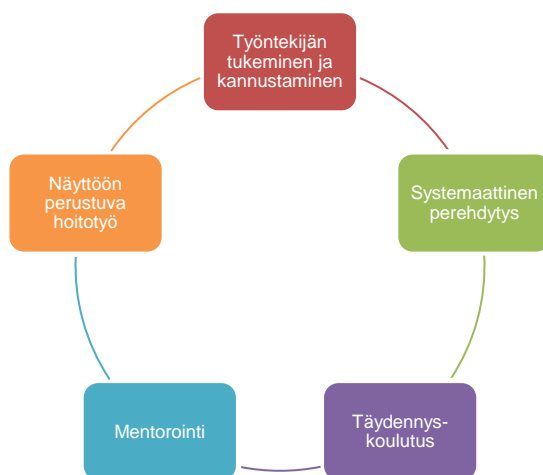 Työntekijän
tukeminen ja
kannustaminen
Systemaattinen
perehdytys
Täydennys-
koulutus
Mentorointi
Näyttöön
perustuva
hoitotyö